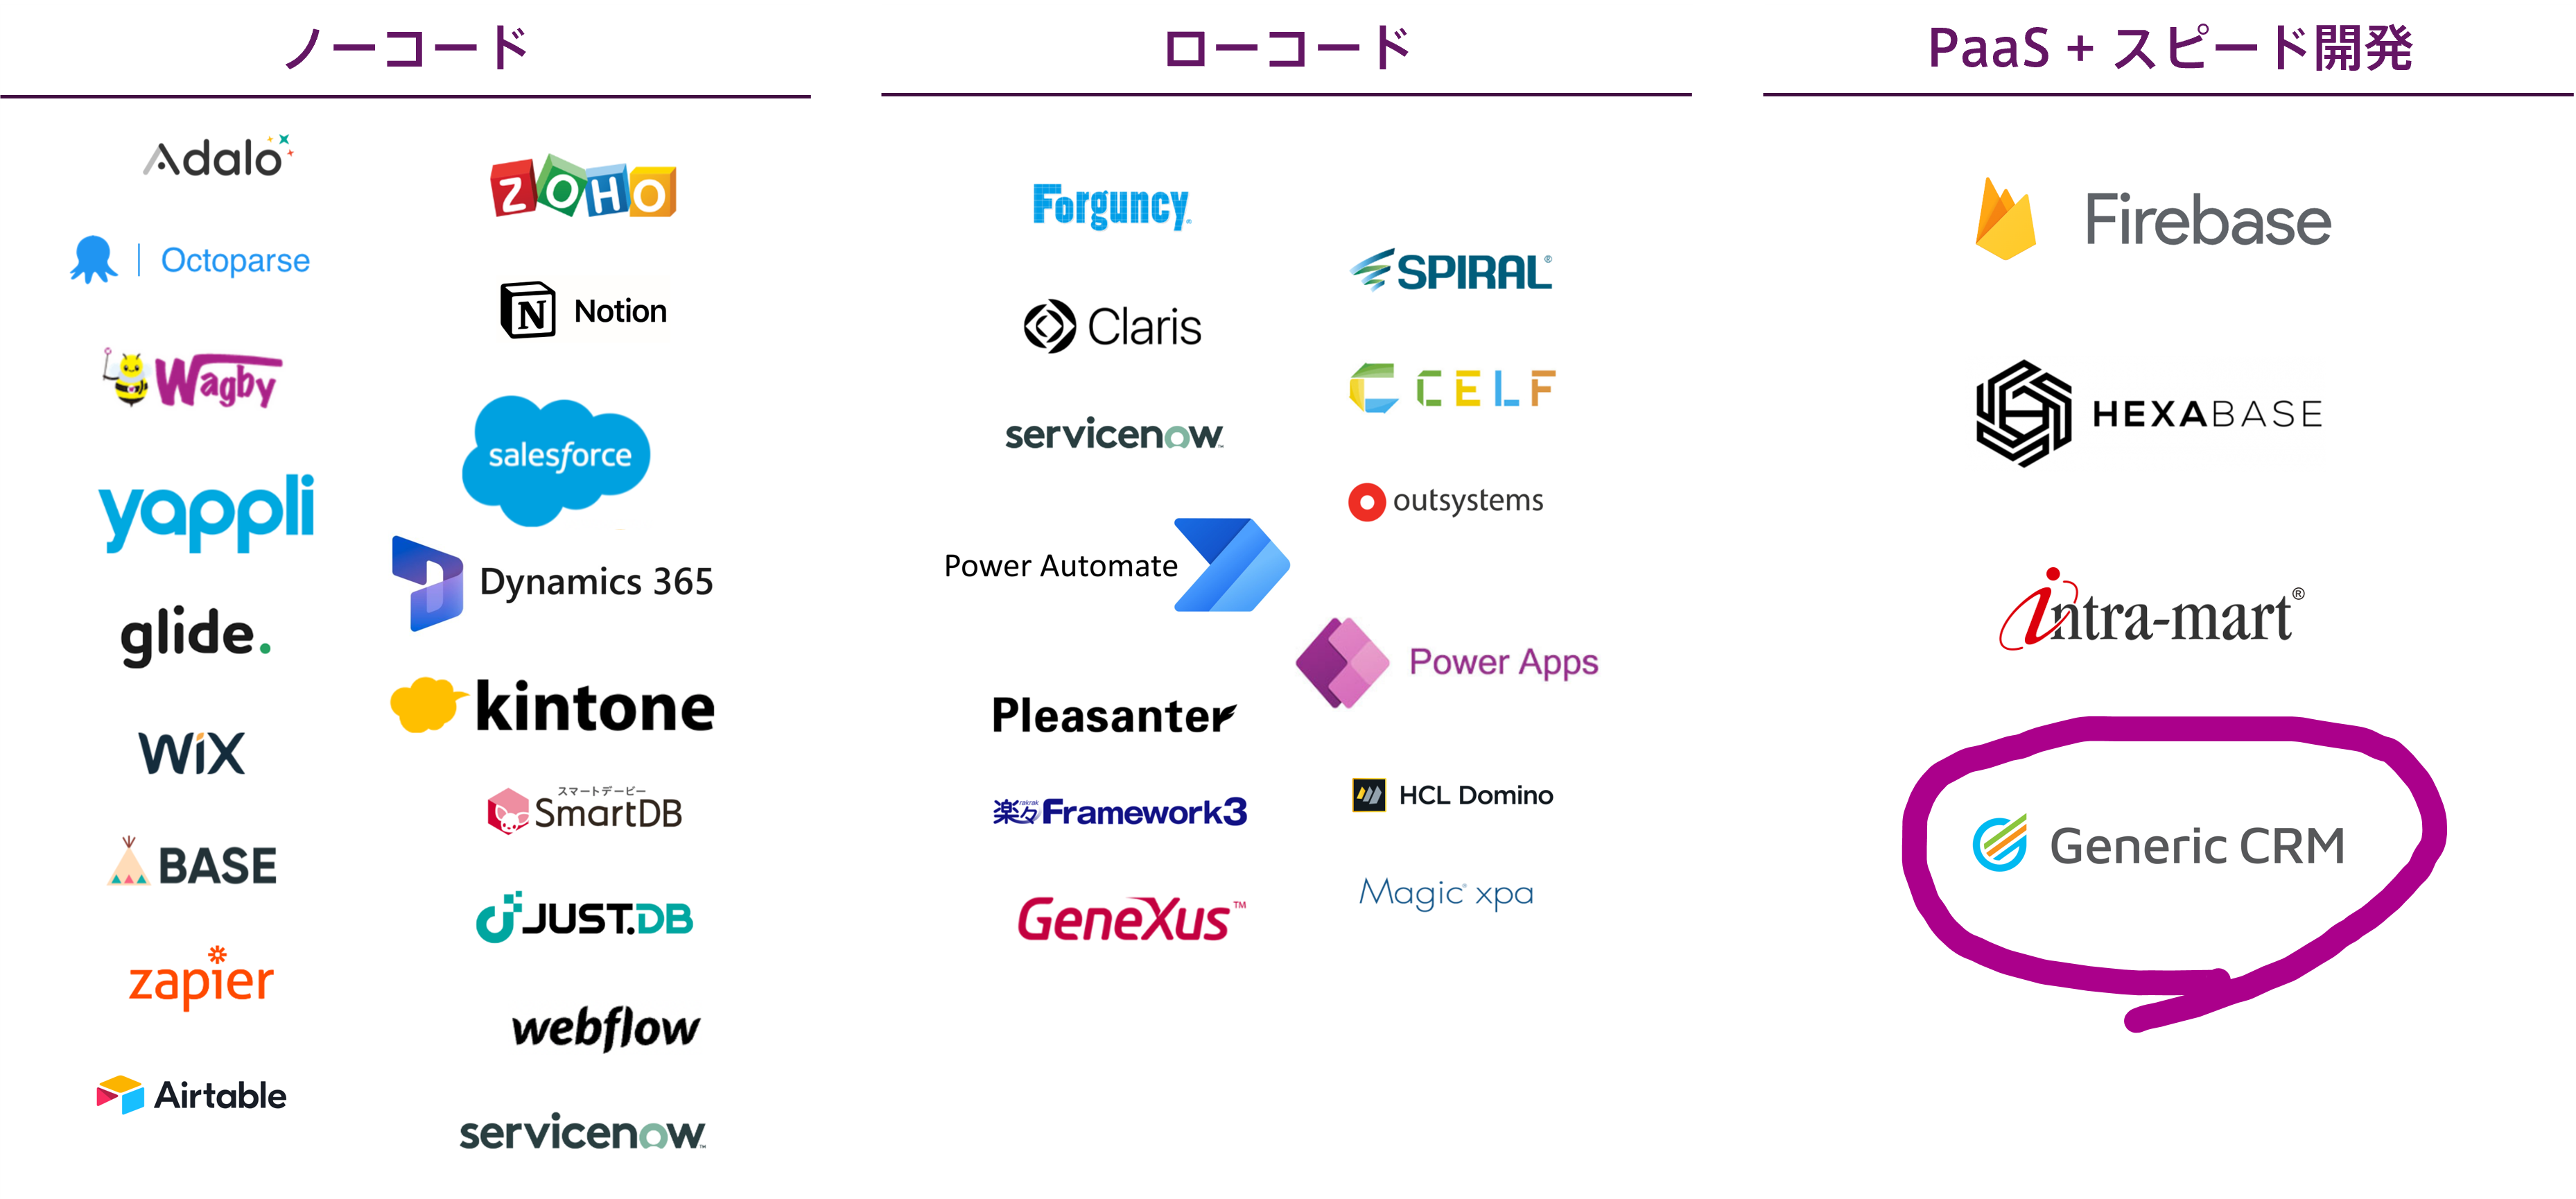 ノーコード
Adalo
ZOHO
Octoparse
Notion
Wagby
salesforce
yappli
Dynamics 365
glide.
kintone
WiX
スマートデービー
SmartDB
BASE
JUST.DB
zapier
webflow
Airtable
servicenow
ローコード
Forguncy
SPIRAL®
Claris
CELF
servicenow
outsystems
Power Automate
Power Apps
Pleasanter
HCL Domino
楽々Framework3
rakrak
Magic xpa
GeneXus™
PaaS + スピード開発
Firebase
HEXABASE
intra-mart®
Generic CRM